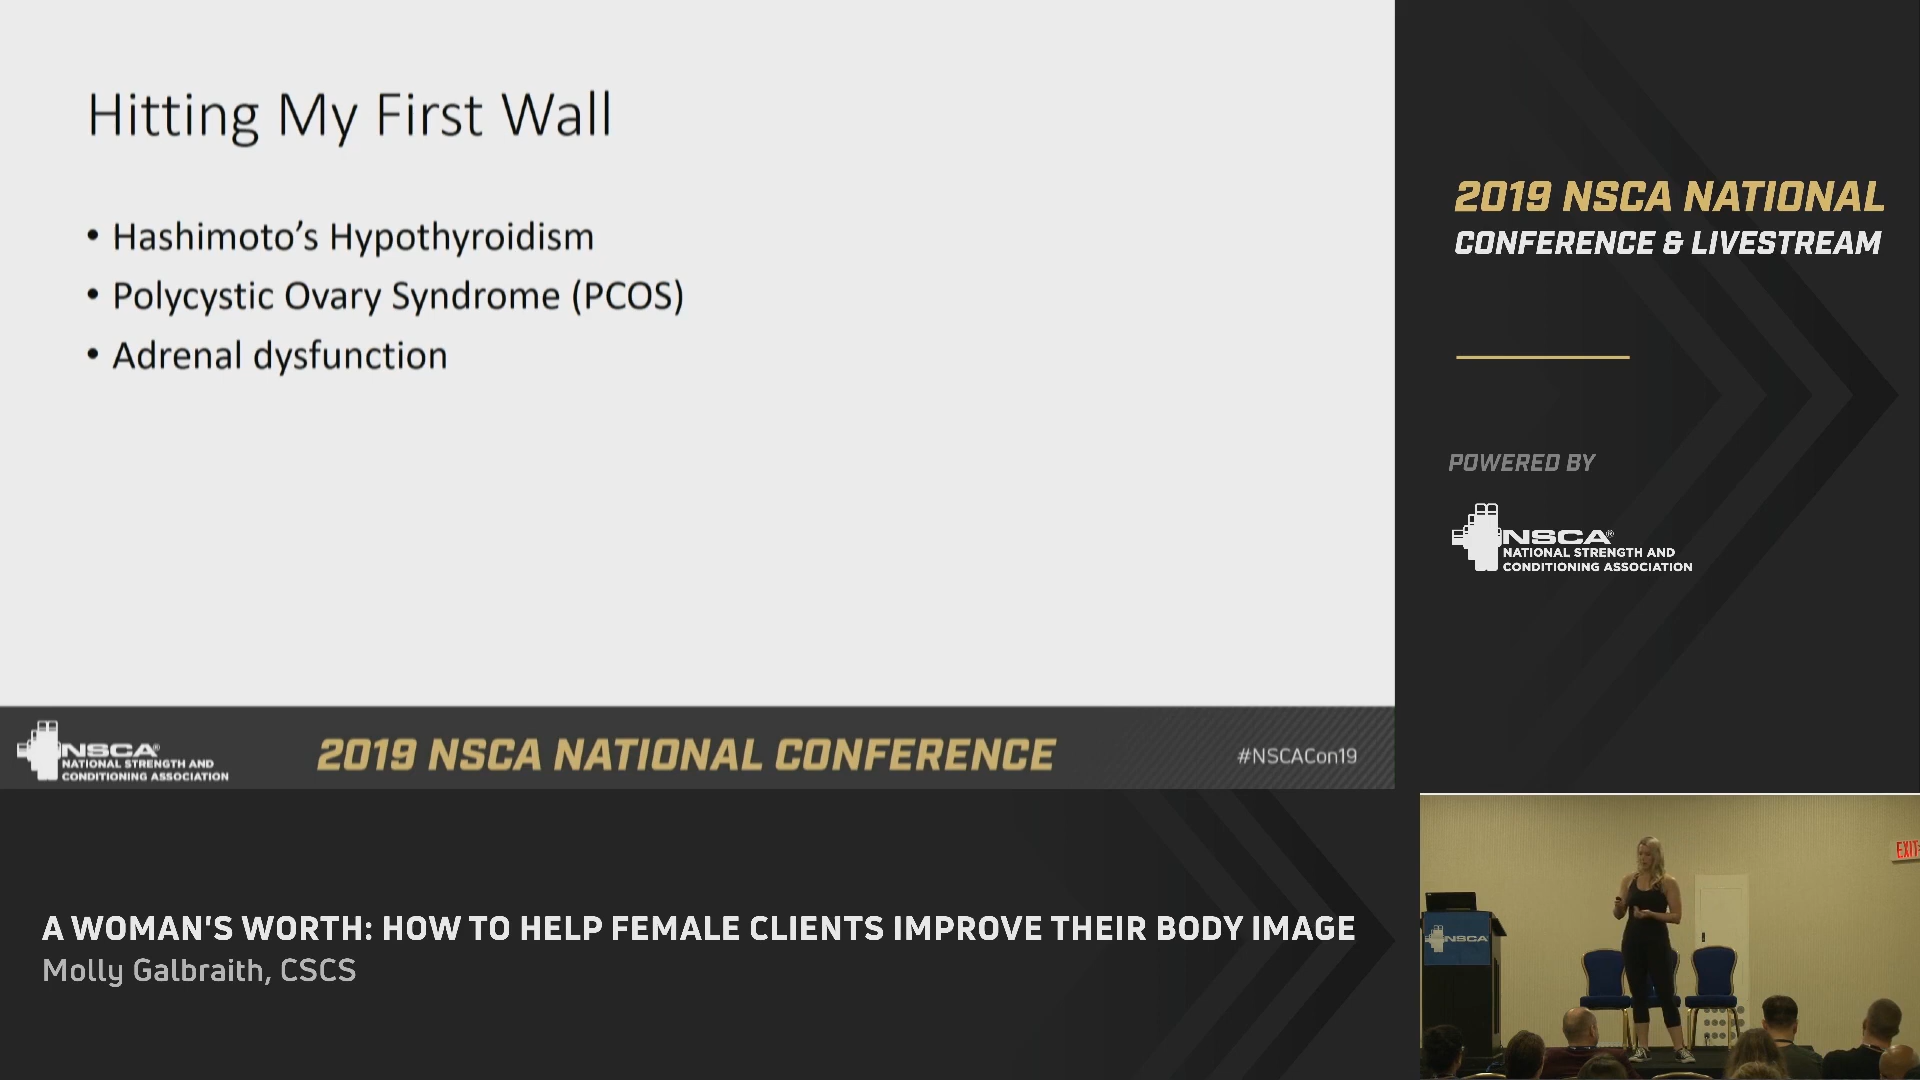 Hitting My First Wall
• Hashimoto’s Hypothyroidism
• Polycystic Ovary Syndrome (PCOS)
• Adrenal dysfunction
NSCA®
NATIONAL STRENGTH AND
CONDITIONING ASSOCIATION
2019 NSCA NATIONAL CONFERENCE
#NSCACon19
2019 NSCA NATIONAL
CONFERENCE & LIVESTREAM
POWERED BY
NSCA®
NATIONAL STRENGTH AND
CONDITIONING ASSOCIATION
A WOMAN'S WORTH: HOW TO HELP FEMALE CLIENTS IMPROVE THEIR BODY IMAGE
Molly Galbraith, CSCS
NSCA
EXIT